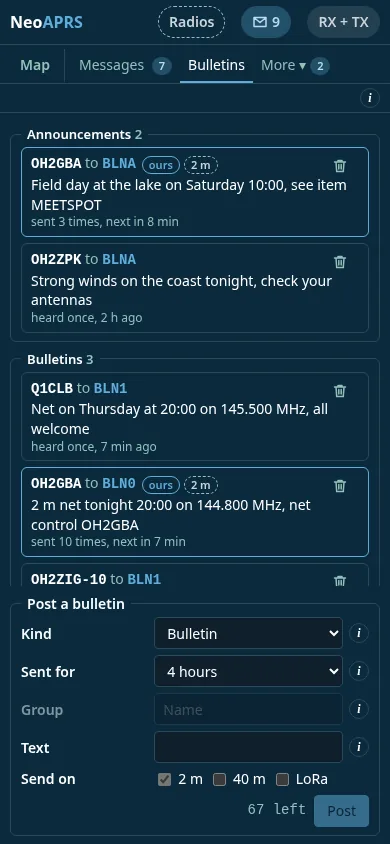 NeoAPRS Radios 9 RX + TX
Map Messages 7 Bulletins More ▾ 2
i
Announcements 2
OH2GBA to BLNA ours 2 m
Field day at the lake on Saturday 10:00, see item
MEETSPOT
sent 3 times, next in 8 min
OH2ZPK to BLNA
Strong winds on the coast tonight, check your
antennas
heard once, 2 h ago
Bulletins 3
Q1CLB to BLN1
Net on Thursday at 20:00 on 145.500 MHz, all
welcome
heard once, 7 min ago
OH2GBA to BLN0 ours 2 m
2 m net tonight 20:00 on 144.800 MHz, net
control OH2GBA
sent 10 times, next in 7 min
OH2ZIG-10 to BLN1
Post a bulletin
Kind Bulletin i
Sent for 4 hours i
Group Name i
Text i
Send on 2 m 40 m LoRa
67 left Post